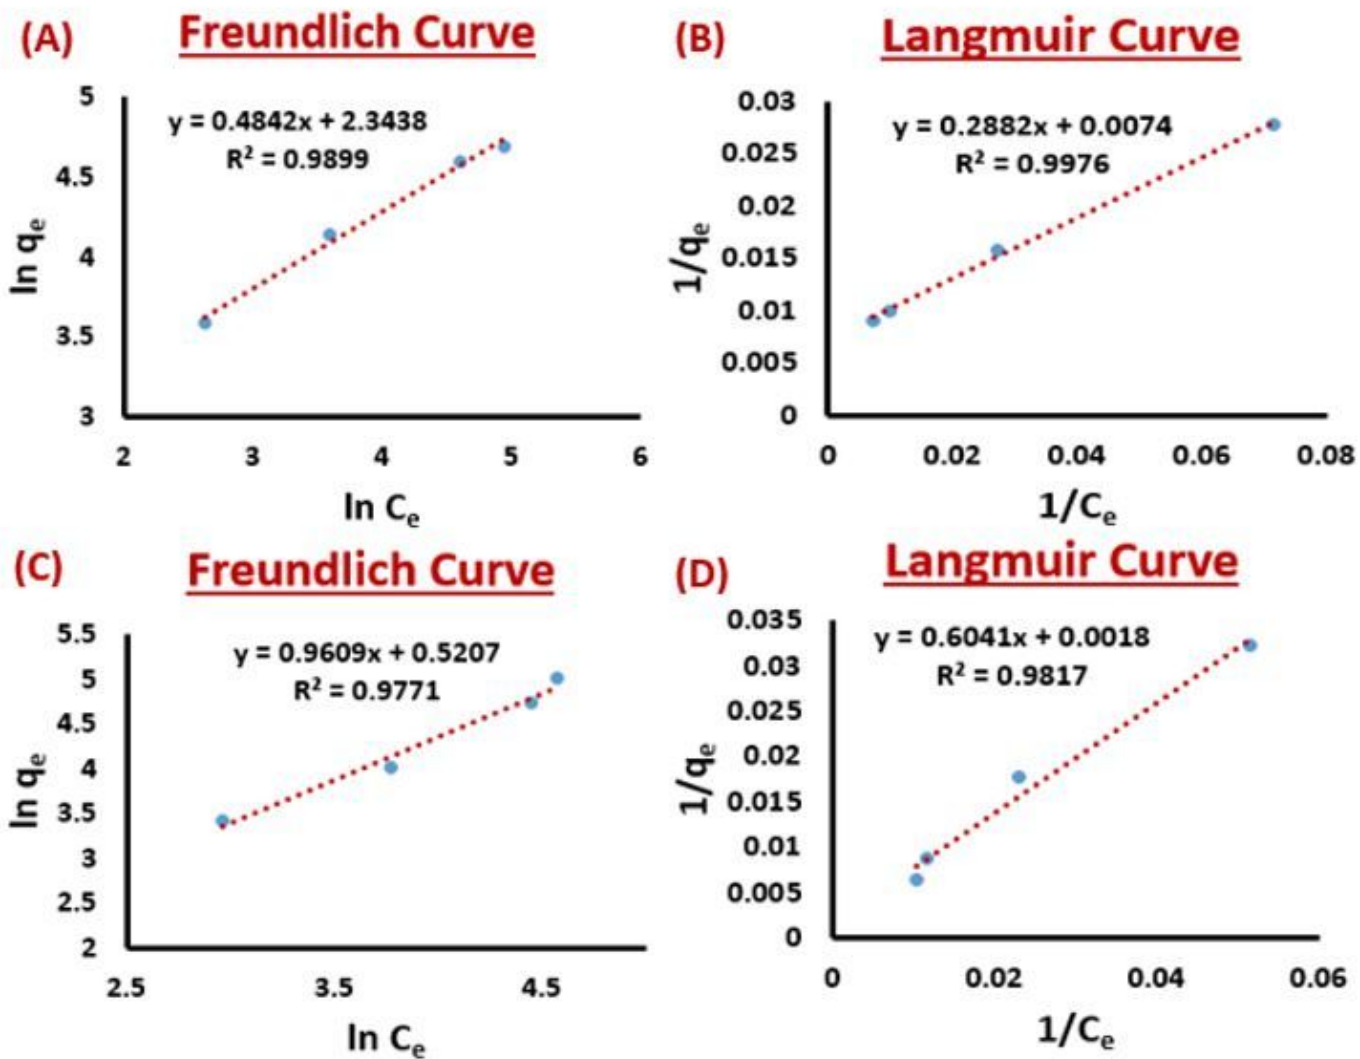 (A) Freundlich Curve
y = 0.4842x + 2.3438
R² = 0.9899
5
4.5
4
3.5
3
ln qₑ
2 3 4 5 6
ln Cₑ
(B) Langmuir Curve
y = 0.2882x + 0.0074
R² = 0.9976
0.03
0.025
0.02
0.015
0.01
0.005
0
1/qₑ
0 0.02 0.04 0.06 0.08
1/Cₑ
(C) Freundlich Curve
y = 0.9609x + 0.5207
R² = 0.9771
5.5
5
4.5
4
3.5
3
2.5
2
ln qₑ
2.5 3.5 4.5
ln Cₑ
(D) Langmuir Curve
y = 0.6041x + 0.0018
R² = 0.9817
0.035
0.03
0.025
0.02
0.015
0.01
0.005
0
1/qₑ
0 0.02 0.04 0.06
1/Cₑ